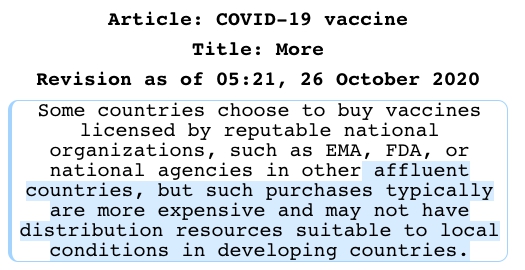 Article: COVID-19 vaccine
Title: More
Revision as of 05:21, 26 October 2020
Some countries choose to buy vaccines
licensed by reputable national
organizations, such as EMA, FDA, or
national agencies in other affluent
countries, but such purchases typically
are more expensive and may not have
distribution resources suitable to local
conditions in developing countries.